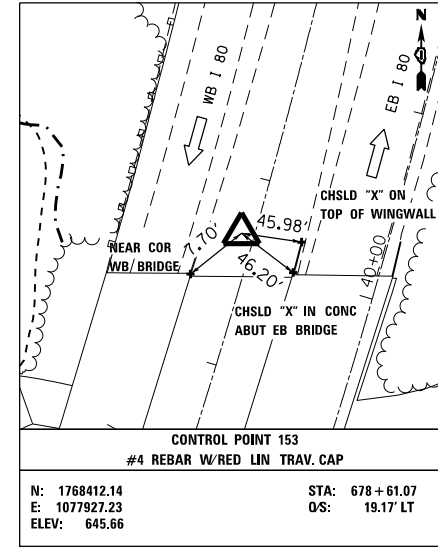 N
WB I 80
EB I 80
CHSLD "X" ON
TOP OF WINGWALL
45.98'
NEAR COR
WB/BRIDGE
7.70'
46.20'
40+00
CHSLD "X" IN CONC
ABUT EB BRIDGE
CONTROL POINT 153
#4 REBAR W/RED LIN TRAV. CAP
N: 1768412.14
STA: 678+61.07
E: 1077927.23
O/S: 19.17' LT
ELEV: 645.66